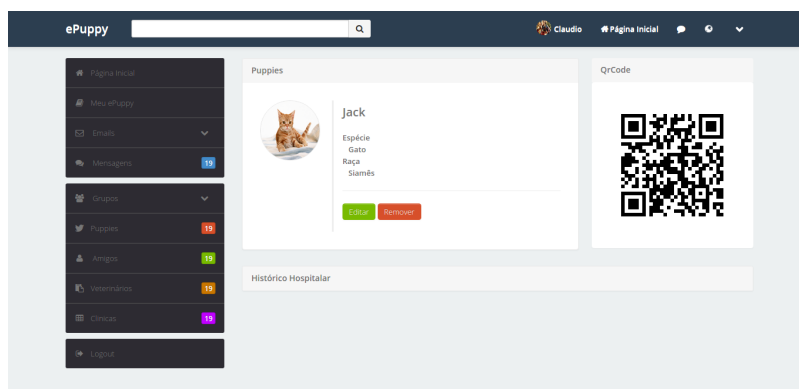 ePuppy
Claudio
Página Inicial
Página Inicial
Meu ePuppy
Emails
Mensagens
19
Grupos
Puppies
19
Amigos
19
Veterinários
19
Clínicas
19
Logout
Puppies
Jack
Espécie
Gato
Raça
Siamês
Editar
Remover
QrCode
Histórico Hospitalar